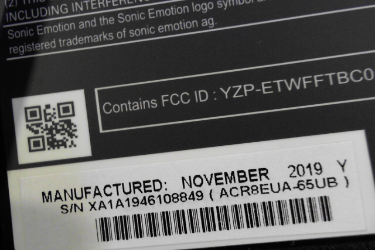 INCLUDING INTERFEREN
Sonic Emotion and the Sonic Emotion logo symbol a
registered trademarks of sonic emotion ag.
Contains FCC ID : YZP-ETWFFTBC0
MANUFACTURED: NOVEMBER 2019 Y
S/N XA1A1946108849 ( ACR8EUA-65UB )